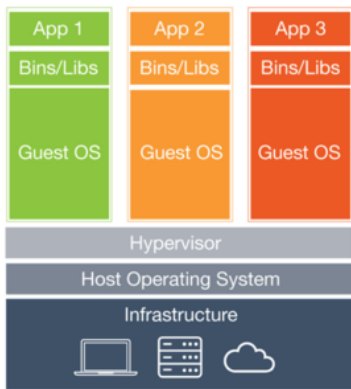 App 1
App 2
App 3
Bins/Libs
Bins/Libs
Bins/Libs
Guest OS
Guest OS
Guest OS
Hypervisor
Host Operating System
Infrastructure